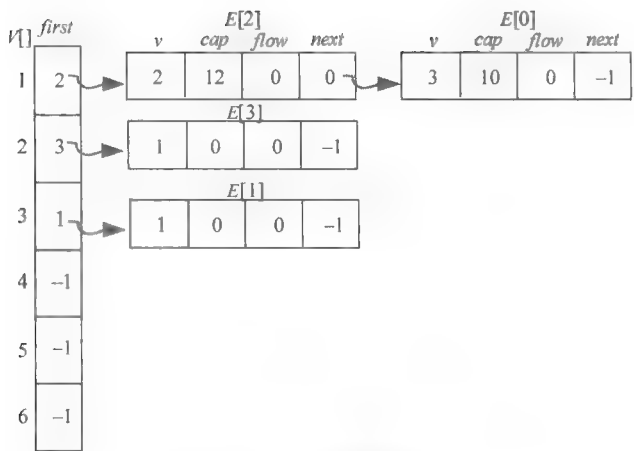 V[] first
E[2]
v cap flow next
E[0]
v cap flow next
1 2 2 12 0 0 3 10 0 −1
E[3]
2 3 1 0 0 −1
E[1]
3 1 1 0 0 −1
4 −1
5 −1
6 −1